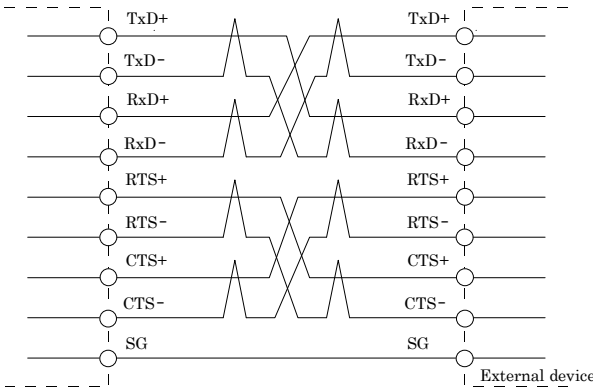 TxD+ TxD+
TxD− TxD−
RxD+ RxD+
RxD− RxD−
RTS+ RTS+
RTS− RTS−
CTS+ CTS+
CTS− CTS−
SG SG
External device